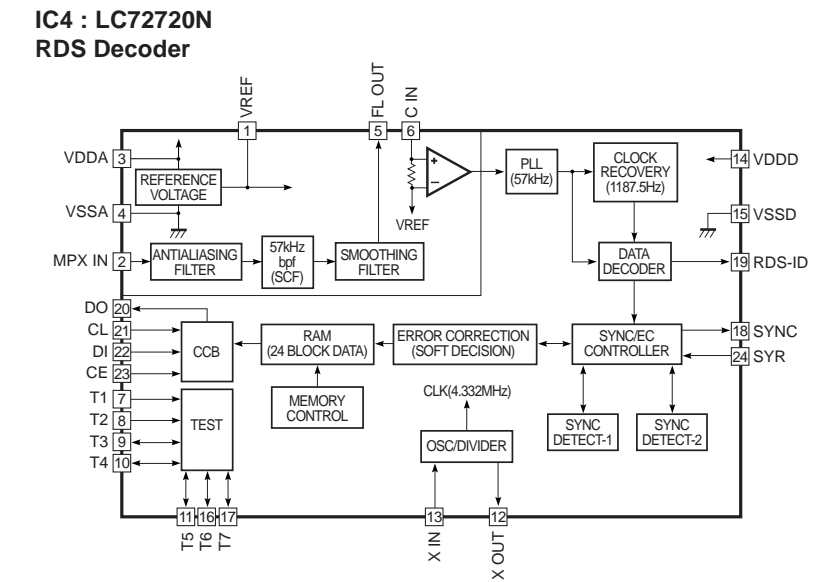 IC4 : LC72720N
RDS Decoder
VREF
FL OUT
C IN
1
5
6
VDDA 3
REFERENCE
VOLTAGE
VSSA 4
MPX IN 2
ANTIALIASING
FILTER
57kHz
bpf
(SCF)
SMOOTHING
FILTER
+
–
VREF
PLL
(57kHz)
CLOCK
RECOVERY
(1187.5Hz)
DATA
DECODER
14 VDDD
15 VSSD
19 RDS-ID
DO 20
CL 21
DI 22
CE 23
CCB
RAM
(24 BLOCK DATA)
ERROR CORRECTION
(SOFT DECISION)
SYNC/EC
CONTROLLER
18 SYNC
24 SYR
T1 7
T2 8
T3 9
T4 10
TEST
MEMORY
CONTROL
CLK(4.332MHz)
OSC/DIVIDER
SYNC
DETECT-1
SYNC
DETECT-2
11
16
17
13
12
T5
T6
T7
X IN
X OUT